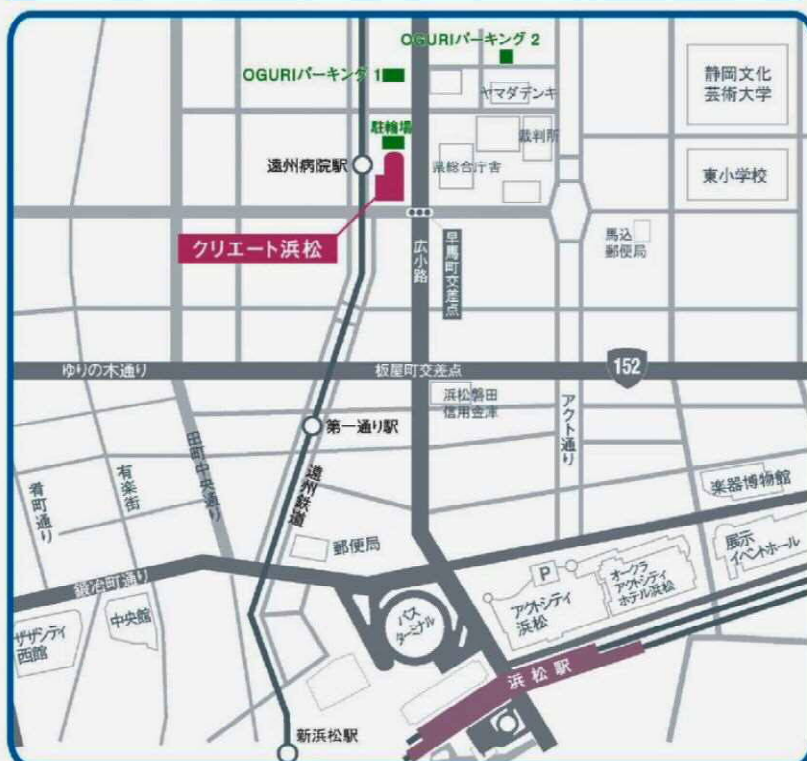 OGURIパーキング 2
OGURIパーキング 1
ヤマダデンキ
静岡文化
芸術大学
駐輪場
裁判所
遠州病院駅
県総合庁舎
東小学校
クリエート浜松
広小路
早馬町交差点
馬込
郵便局
ゆりの木通り
板屋町交差点
152
浜松磐田
信用金庫
アクト通り
第一通り駅
田町中央通り
有楽街
肴町通り
遠州鉄道
楽器博物館
郵便局
展示
イベントホール
鍛冶町通り
P
オークラ
アクトシティ
ホテル浜松
アクトシティ
浜松
バス
ターミナル
中央館
ザザシティ
西館
浜松駅
新浜松駅